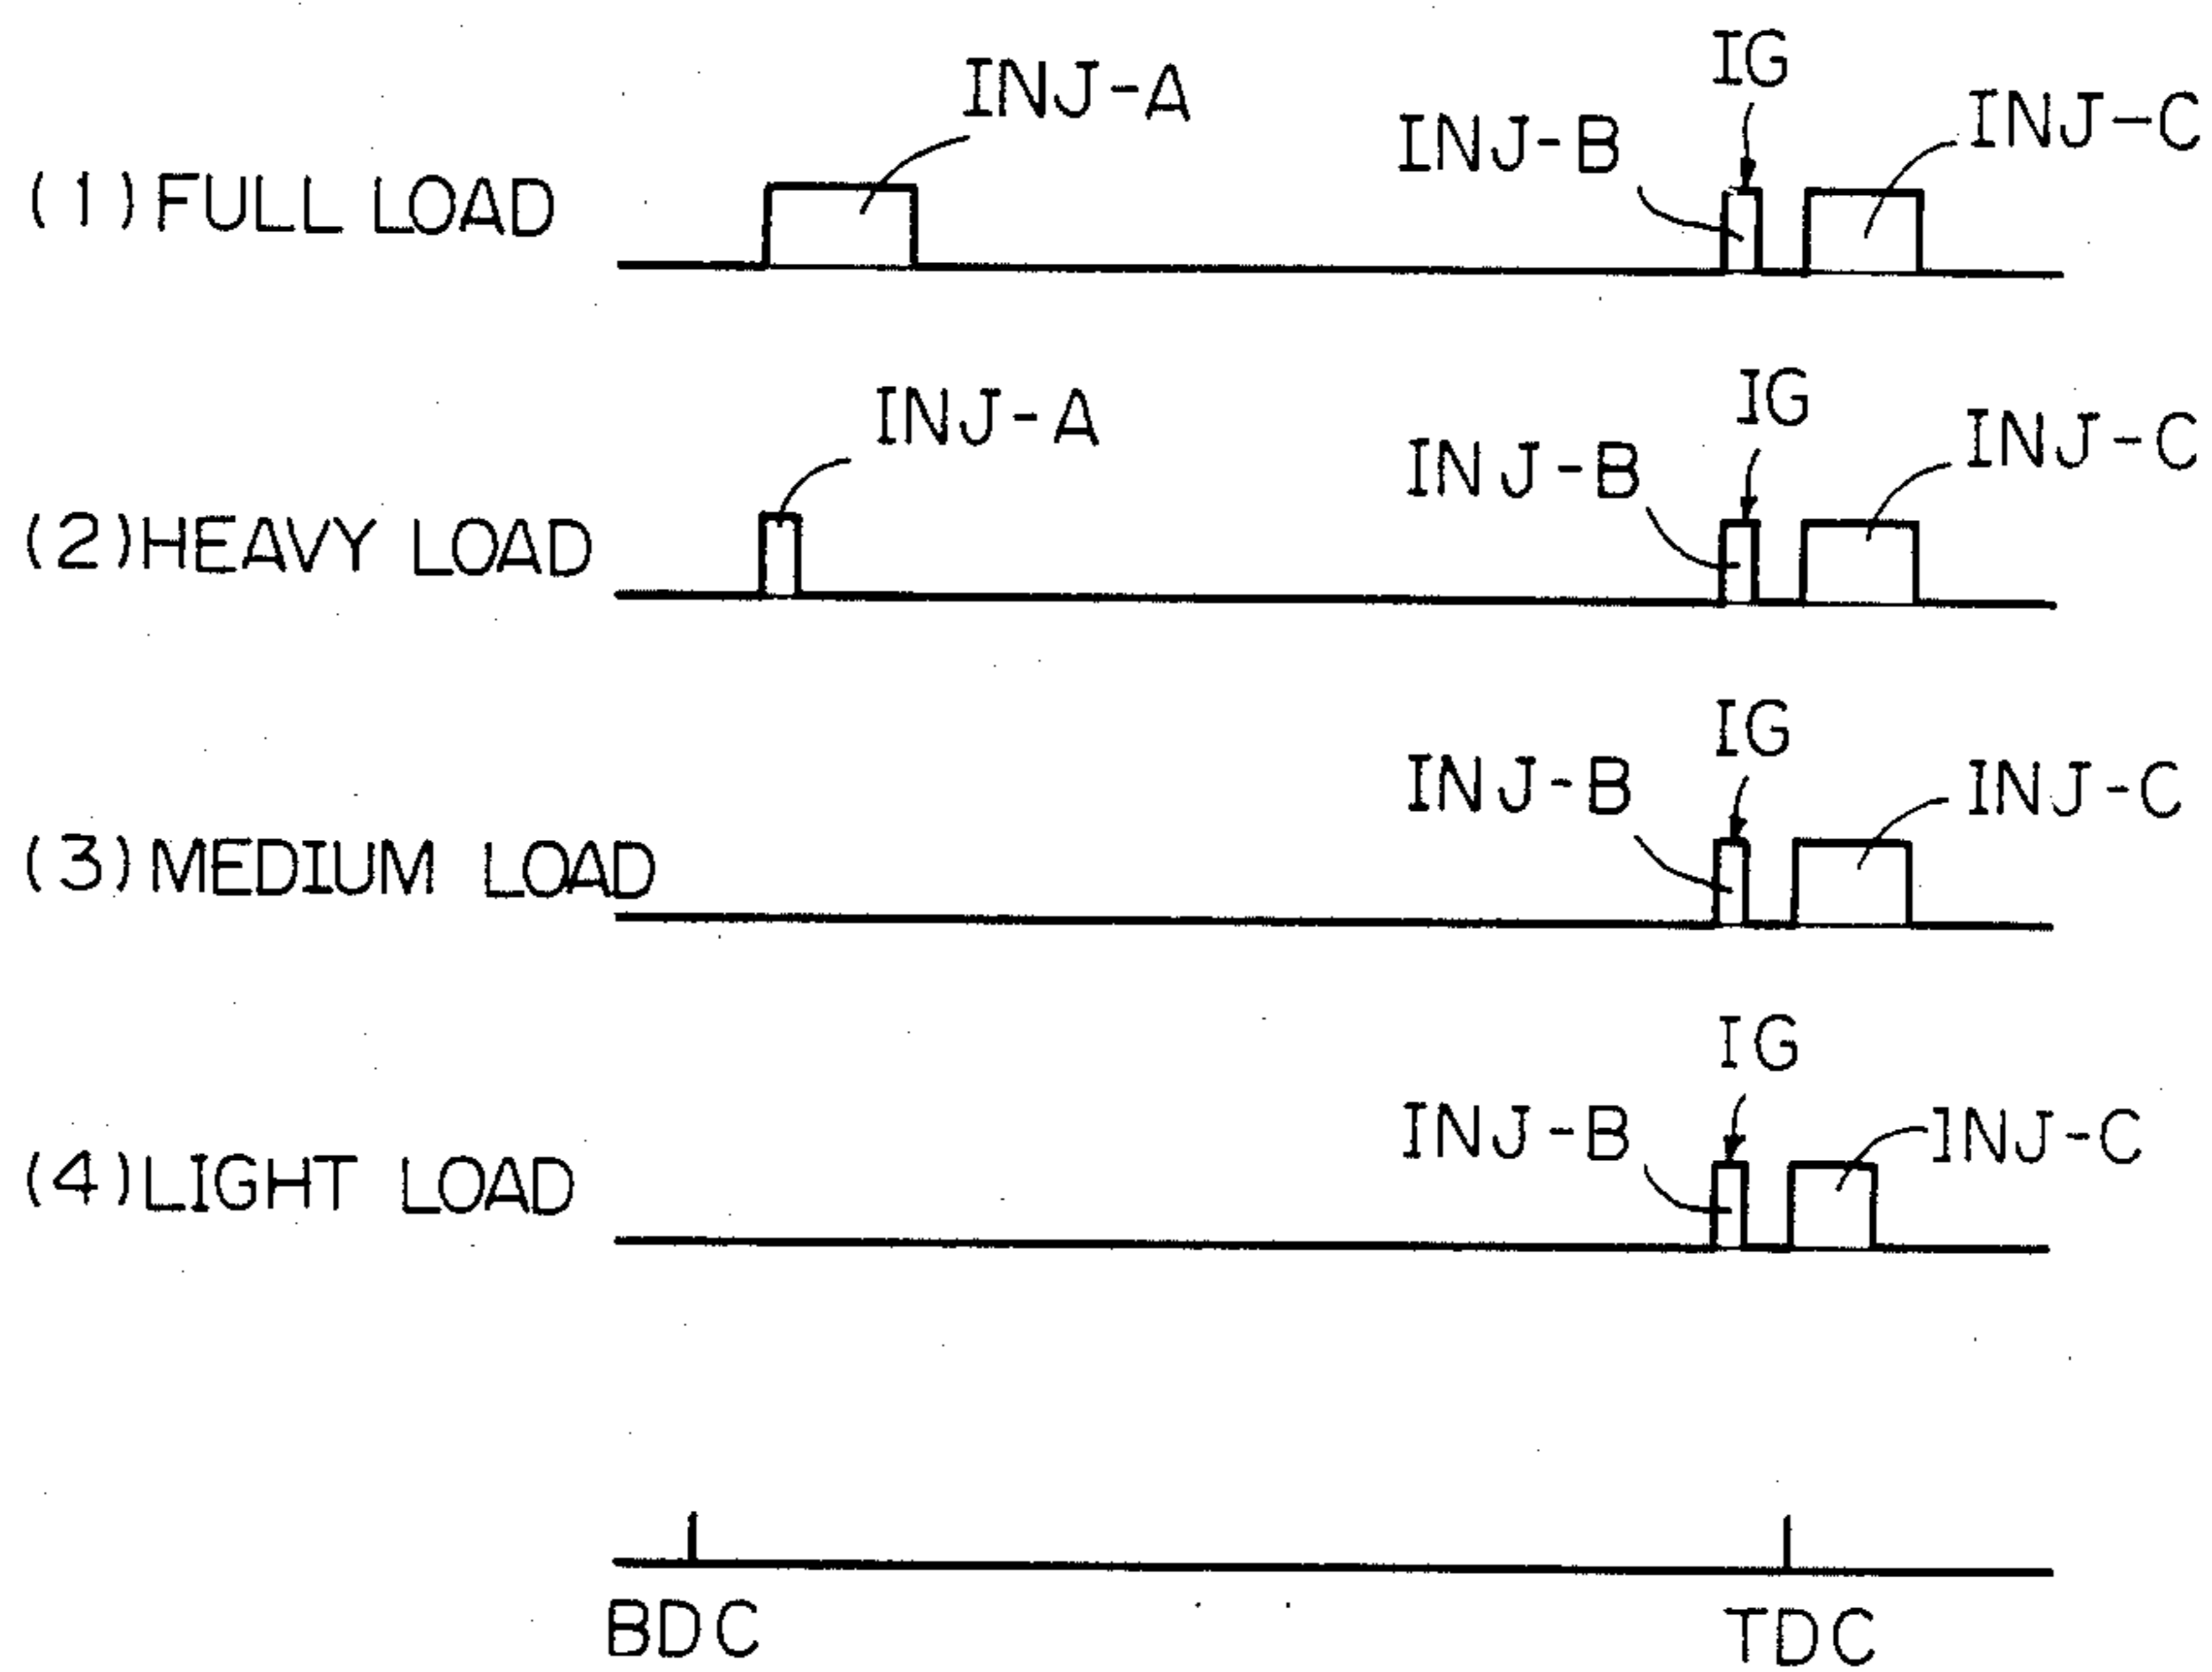 IG
INJ-A
INJ-B
INJ-C
(1) FULL LOAD
IG
INJ-A
INJ-B
INJ-C
(2) HEAVY LOAD
IG
INJ-B
INJ-C
(3) MEDIUM LOAD
IG
INJ-B
INJ-C
(4) LIGHT LOAD
BDC
TDC